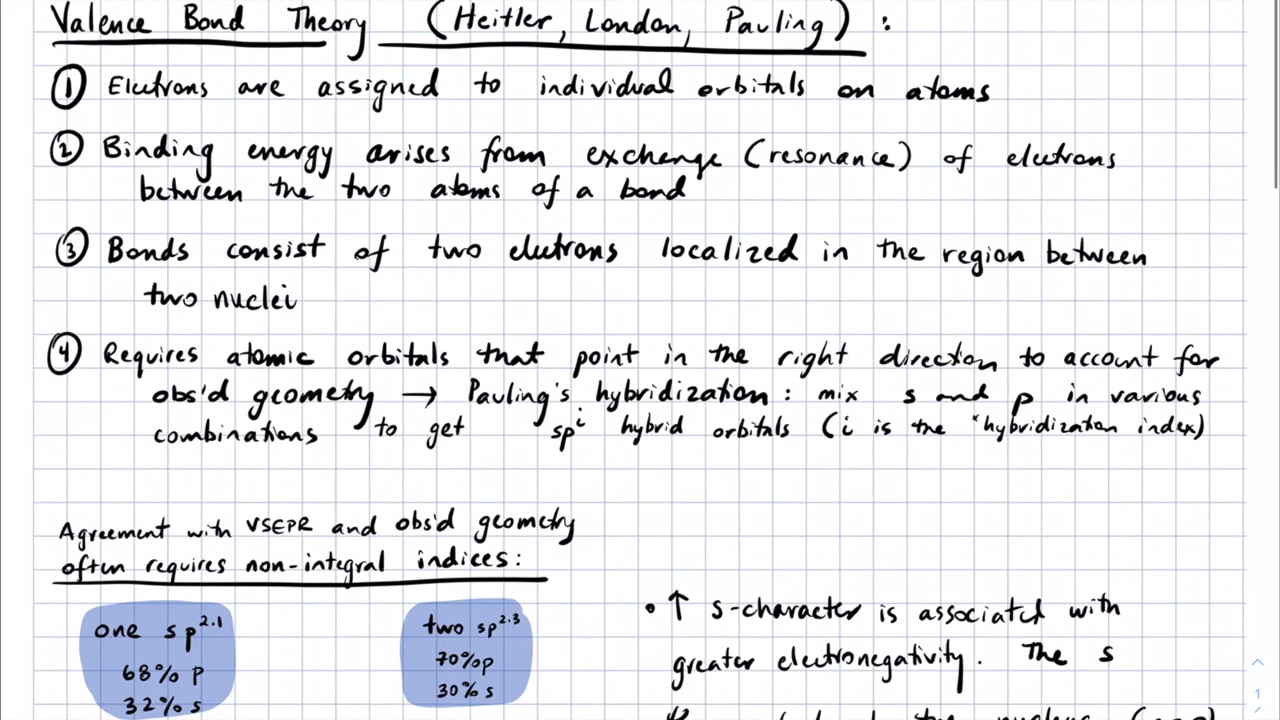 Valence Bond Theory (Heitler, London, Pauling) :
① Electrons are assigned to individual orbitals on atoms
② Binding energy arises from exchange (resonance) of electrons
between the two atoms of a bond
③ Bonds consist of two electrons localized in the region between
two nuclei
④ Requires atomic orbitals that point in the right direction to account for
obs'd geometry → Pauling's hybridization: mix s and p in various
combinations to get spⁱ hybrid orbitals (i is the "hybridization index)
Agreement with VSEPR and obs'd geometry
often requires non-integral indices:
one sp^2.1
68% p
32% s
two sp^2.3
70% p
30% s
• ↑ s-character is associated with
greater electronegativity. The s
the nucleus
1